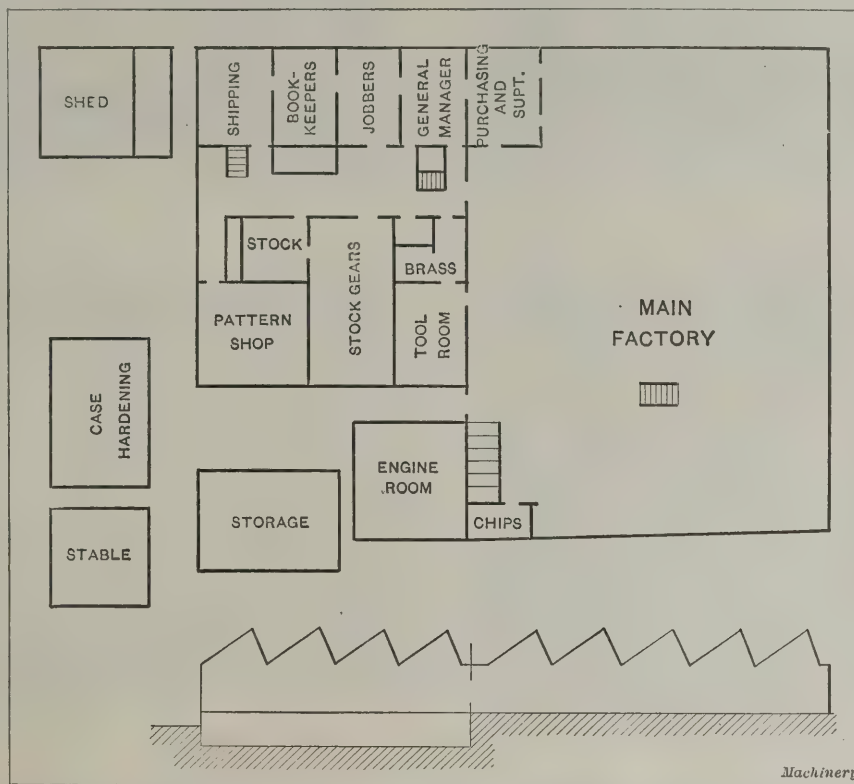 SHED
SHIPPING
BOOK-
KEEPERS
JOBBERS
GENERAL
MANAGER
PURCHASING
AND
SUPT.
STOCK
STOCK GEARS
BRASS
PATTERN
SHOP
TOOL
ROOM
MAIN
FACTORY
CASE
HARDENING
ENGINE
ROOM
STORAGE
CHIPS
STABLE
Machinery